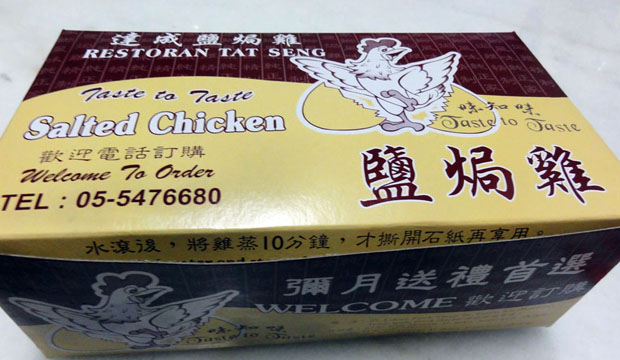 達成鹽焗雞
RESTORAN TAT SENG
Taste to Taste
Salted Chicken
歡迎電話訂購
Welcome To Order
TEL : 05-5476680
味知味
Taste to Taste
鹽焗雞
水滾後，將雞蒸10分鐘，才撕開石紙再享用。
彌月送禮首選
WELCOME 歡迎訂購
味知味
Taste to Taste